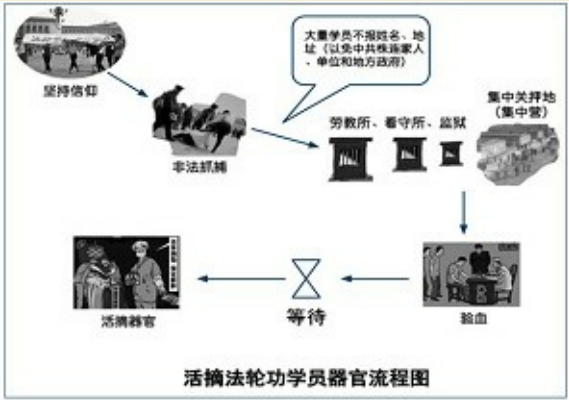 坚持信仰
非法抓捕
大量学员不报姓名、地
址（以免中共株连家人
、单位和地方政府）
劳教所、看守所、监狱
集中关押地
（集中营）
验血
等待
活摘器官
活摘法轮功学员器官流程图